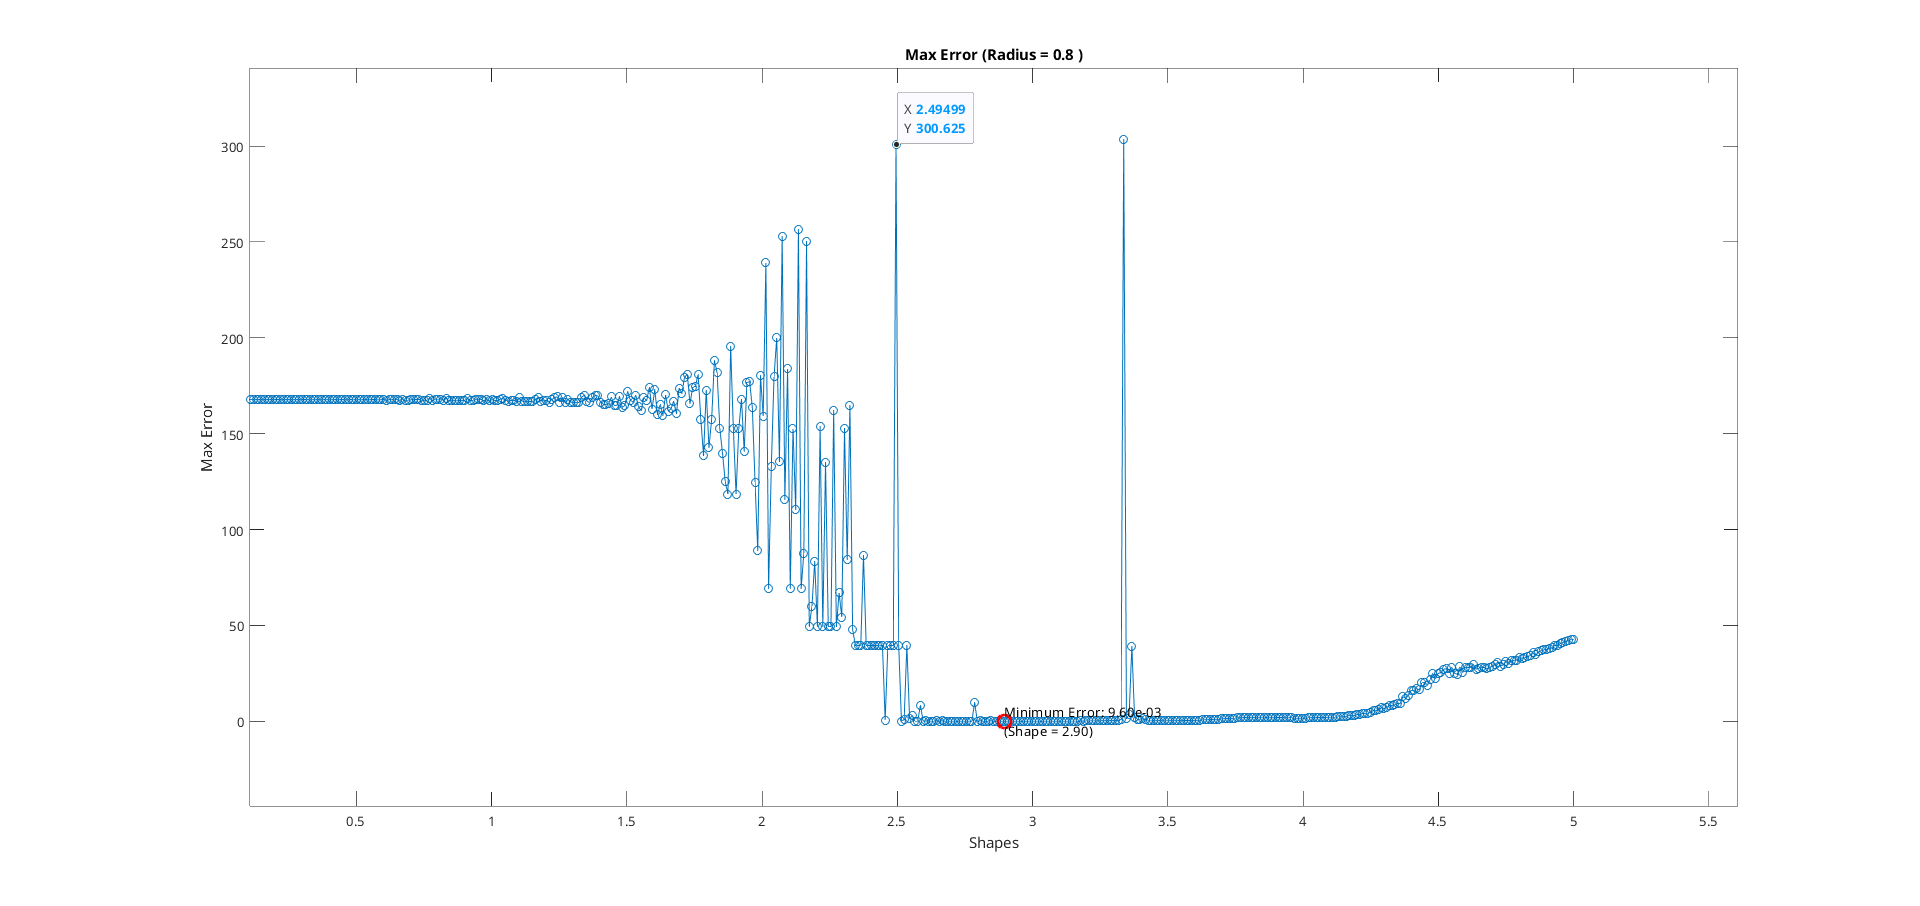 Max Error (Radius = 0.8 )
X 2.49499
Y 300.625
300
250
200
150
100
50
0
Max Error
Minimum Error: 9.60e-03
(Shape = 2.90)
0.5 1 1.5 2 2.5 3 3.5 4 4.5 5 5.5
Shapes